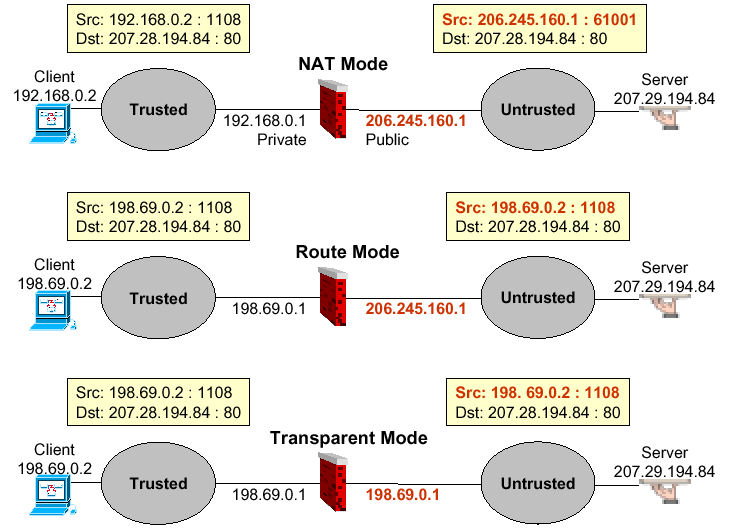 Src: 192.168.0.2 : 1108
Dst: 207.28.194.84 : 80
Src: 206.245.160.1 : 61001
Dst: 207.28.194.84 : 80
NAT Mode
Client
192.168.0.2
Trusted
192.168.0.1
Private
206.245.160.1
Public
Untrusted
Server
207.29.194.84
Src: 198.69.0.2 : 1108
Dst: 207.28.194.84 : 80
Src: 198.69.0.2 : 1108
Dst: 207.28.194.84 : 80
Route Mode
Client
198.69.0.2
Trusted
198.69.0.1
206.245.160.1
Untrusted
Server
207.29.194.84
Src: 198.69.0.2 : 1108
Dst: 207.28.194.84 : 80
Src: 198. 69.0.2 : 1108
Dst: 207.28.194.84 : 80
Transparent Mode
Client
198.69.0.2
Trusted
198.69.0.1
198.69.0.1
Untrusted
Server
207.29.194.84